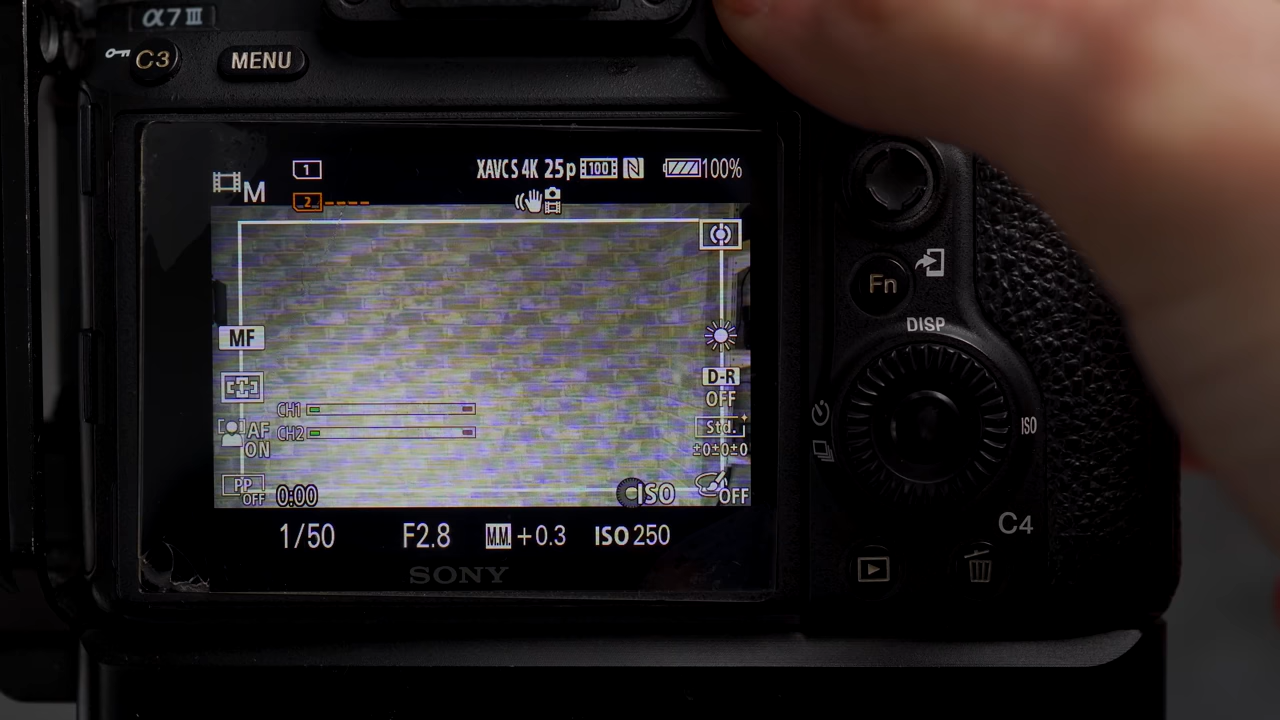 α7III
C3
MENU
1
XAVC S 4K 25p 100 N 100%
M
2
MF
Fn
DISP
D-R
OFF
CH1
Std.
CH2
AF
ON
±0±0±0
ISO
PP
OFF
0:00
ISO
OFF
1/50 F2.8 M.M. +0.3 ISO 250
C4
SONY